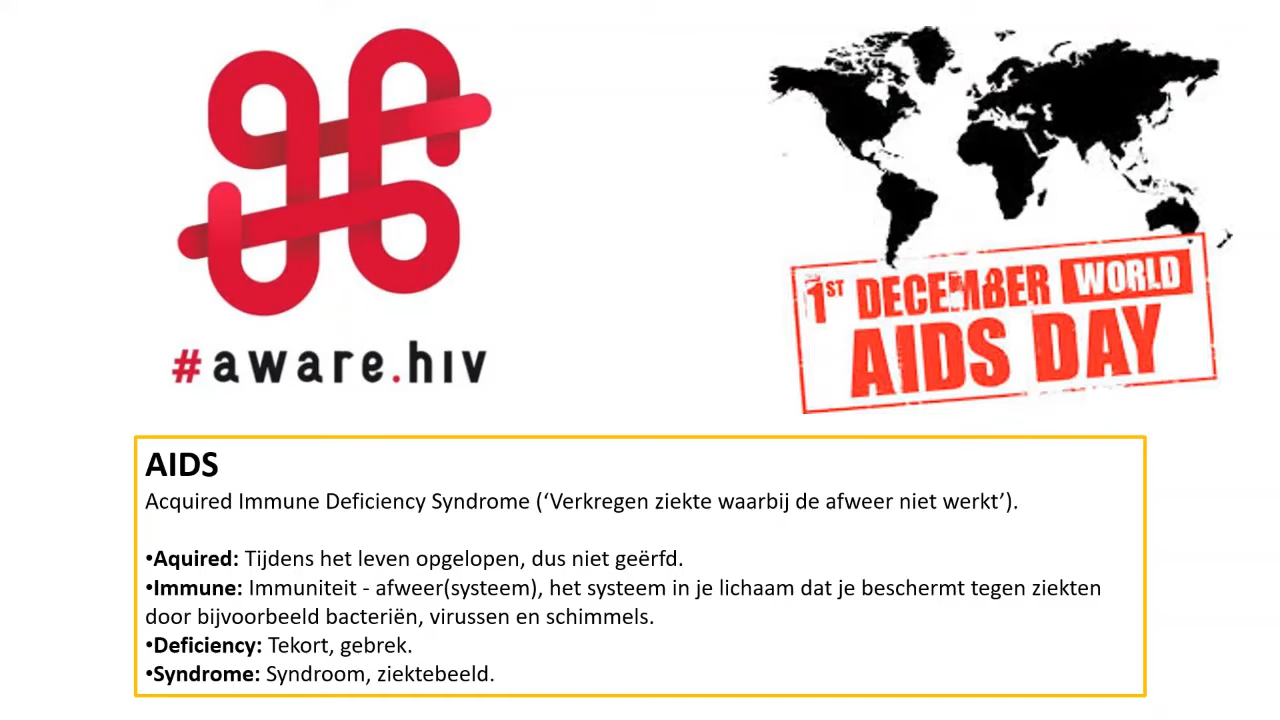 #aware.hiv
1ST DECEMBER WORLD
AIDS DAY
AIDS
Acquired Immune Deficiency Syndrome (‘Verkregen ziekte waarbij de afweer niet werkt’).
•Aquired: Tijdens het leven opgelopen, dus niet geërfd.
•Immune: Immuniteit - afweer(systeem), het systeem in je lichaam dat je beschermt tegen ziekten
door bijvoorbeeld bacteriën, virussen en schimmels.
•Deficiency: Tekort, gebrek.
•Syndrome: Syndroom, ziektebeeld.